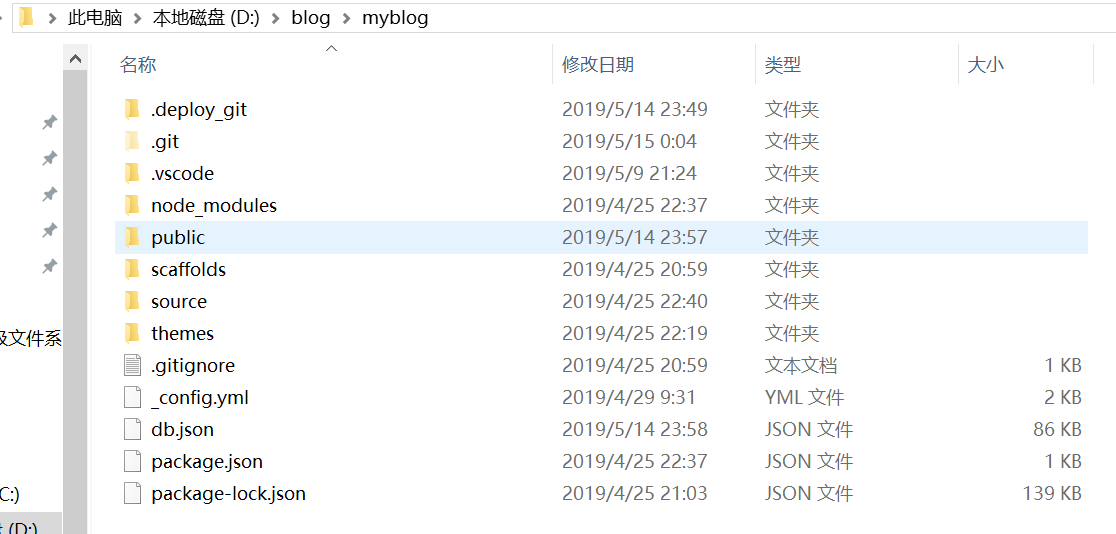 此电脑 > 本地磁盘 (D:) > blog > myblog
名称 修改日期 类型 大小
.deploy_git 2019/5/14 23:49 文件夹
.git 2019/5/15 0:04 文件夹
.vscode 2019/5/9 21:24 文件夹
node_modules 2019/4/25 22:37 文件夹
public 2019/5/14 23:57 文件夹
scaffolds 2019/4/25 20:59 文件夹
source 2019/4/25 22:40 文件夹
级文件系 themes 2019/4/25 22:19 文件夹
.gitignore 2019/4/25 20:59 文本文档 1 KB
_config.yml 2019/4/29 9:31 YML 文件 2 KB
db.json 2019/5/14 23:58 JSON 文件 86 KB
package.json 2019/4/25 22:37 JSON 文件 1 KB
C:) package-lock.json 2019/4/25 21:03 JSON 文件 139 KB
(D:)